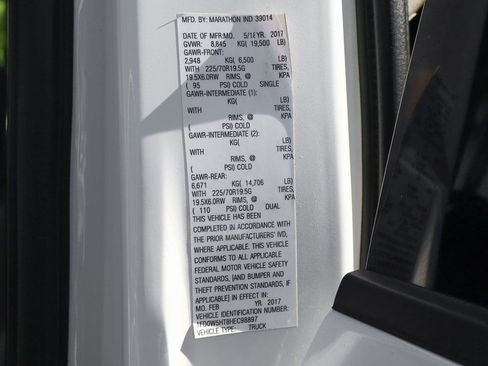 MFD. BY: MARATHON IND 39014
DATE OF MFR:MO. 5/18 YR. 2017
GVWR: 8,845 KG( 19,500 LB)
GAWR-FRONT:
2,948 KG( 6,500 LB)
WITH 225/70R19.5G TIRES,
19.5X6.0RW RIMS, @ KPA
( 95 PSI) COLD SINGLE
GAWR-INTERMEDIATE (1):
KG( LB)
WITH TIRES,
RIMS, @ KPA
( PSI) COLD
GAWR-INTERMEDIATE (2):
KG( LB)
WITH TIRES,
RIMS, @ KPA
( PSI) COLD
GAWR-REAR:
6,671 KG( 14,706 LB)
WITH 225/70R19.5G TIRES,
19.5X6.0RW RIMS, @ KPA
( 110 PSI) COLD DUAL
THIS VEHICLE HAS BEEN
COMPLETED IN ACCORDANCE WITH
THE PRIOR MANUFACTURERS' IVD,
WHERE APPLICABLE. THIS VEHICLE
CONFORMS TO ALL APPLICABLE
FEDERAL MOTOR VEHICLE SAFETY
STANDARDS, [AND BUMPER AND
THEFT PREVENTION STANDARDS, IF
APPLICABLE] IN EFFECT IN
MO. FEB YR. 2017
VEHICLE IDENTIFICATION NUMBER:
1FD0W5HT8HEC98897
VEHICLE TYPE: TRUCK